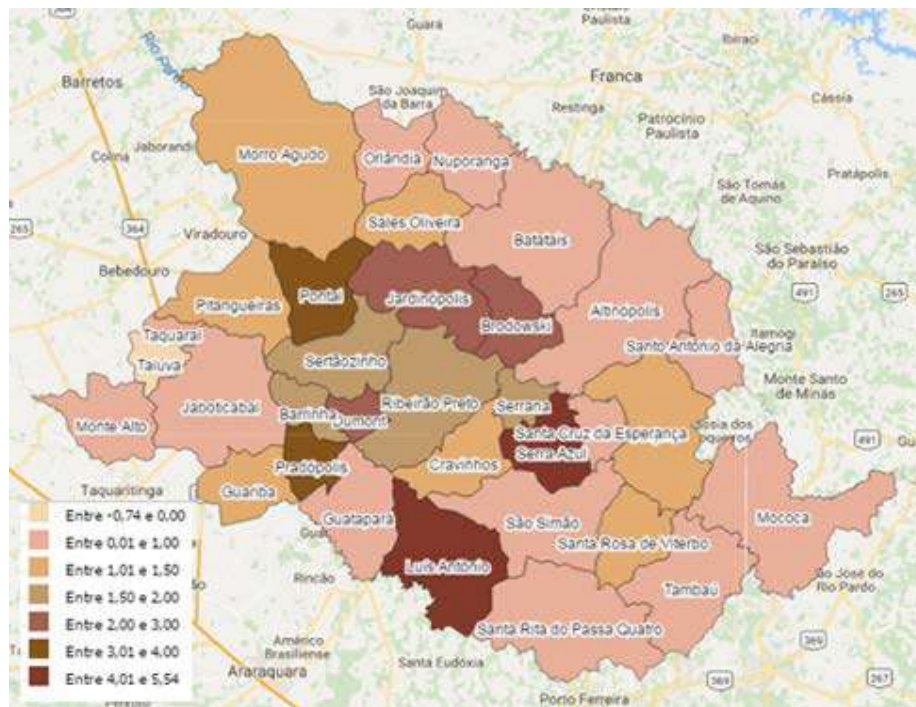 Guará
Paulista
Ibiraci
Rio Pardo
Barretos
Franca
São Joaquim
da Barra
Restinga
Cássia
Patrocínio
Paulista
Colina
Jaborandi
Morro Agudo
Orlândia
Nuporanga
Pratápolis
São Tomás
de Aquino
265
364
Viradouro
Sales Oliveira
Batatais
São Sebastião
do Paraíso
Bebedouro
Pontal
Jardinópolis
491
265
Pitangueiras
Brodowski
Altinópolis
Taquaral
Sertãozinho
Santo Antônio da Alegria
Itamogi
Taiuva
Monte Santo
de Minas
Jaboticabal
Barrinha
Dumont
Ribeirão Preto
Serrana
Monte Alto
Santa Cruz da Esperança
491
Pradópolis
Cravinhos
Serra Azul
Taquaritinga
Guariba
Guatapará
São Simão
Mococa
Santa Rosa de Viterbo
Luís Antônio
Rincão
Tambaú
São José do
Rio Pardo
Santa Rita do Passa Quatro
Américo
Brasiliense
Santa Eudóxia
369
Araraquara
369
267
Porto Ferreira
Entre -0,74 e 0,00
Entre 0,01 e 1,00
Entre 1,01 e 1,50
Entre 1,50 e 2,00
Entre 2,00 e 3,00
Entre 3,01 e 4,00
Entre 4,01 e 5,54